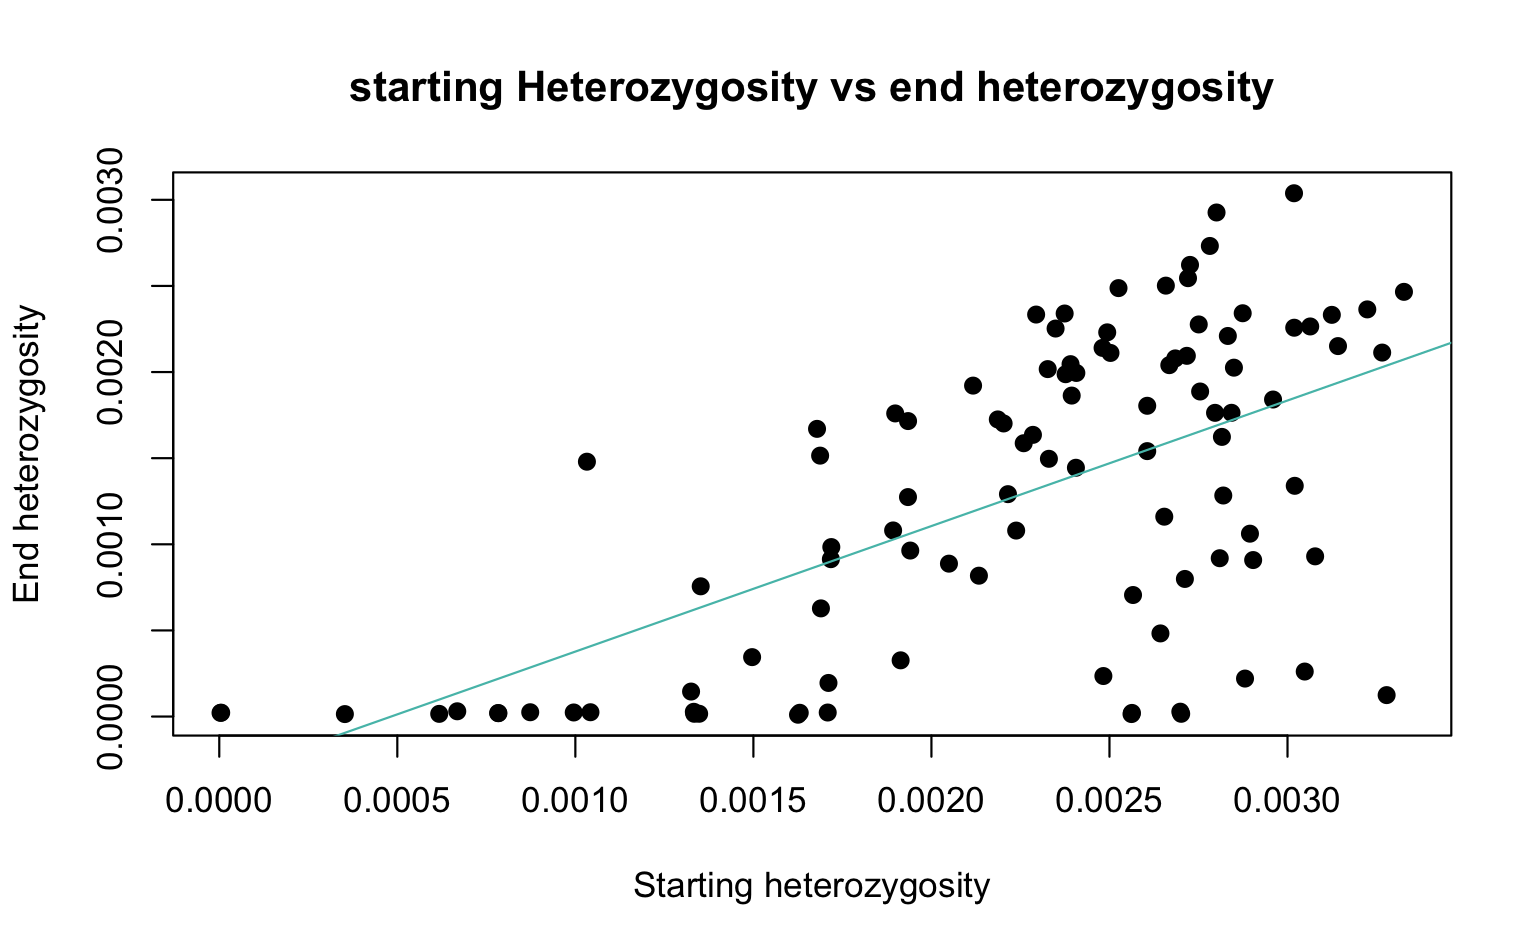 starting Heterozygosity vs end heterozygosity
0.0030
0.0020
0.0010
0.0000
End heterozygosity
0.0000 0.0005 0.0010 0.0015 0.0020 0.0025 0.0030
Starting heterozygosity